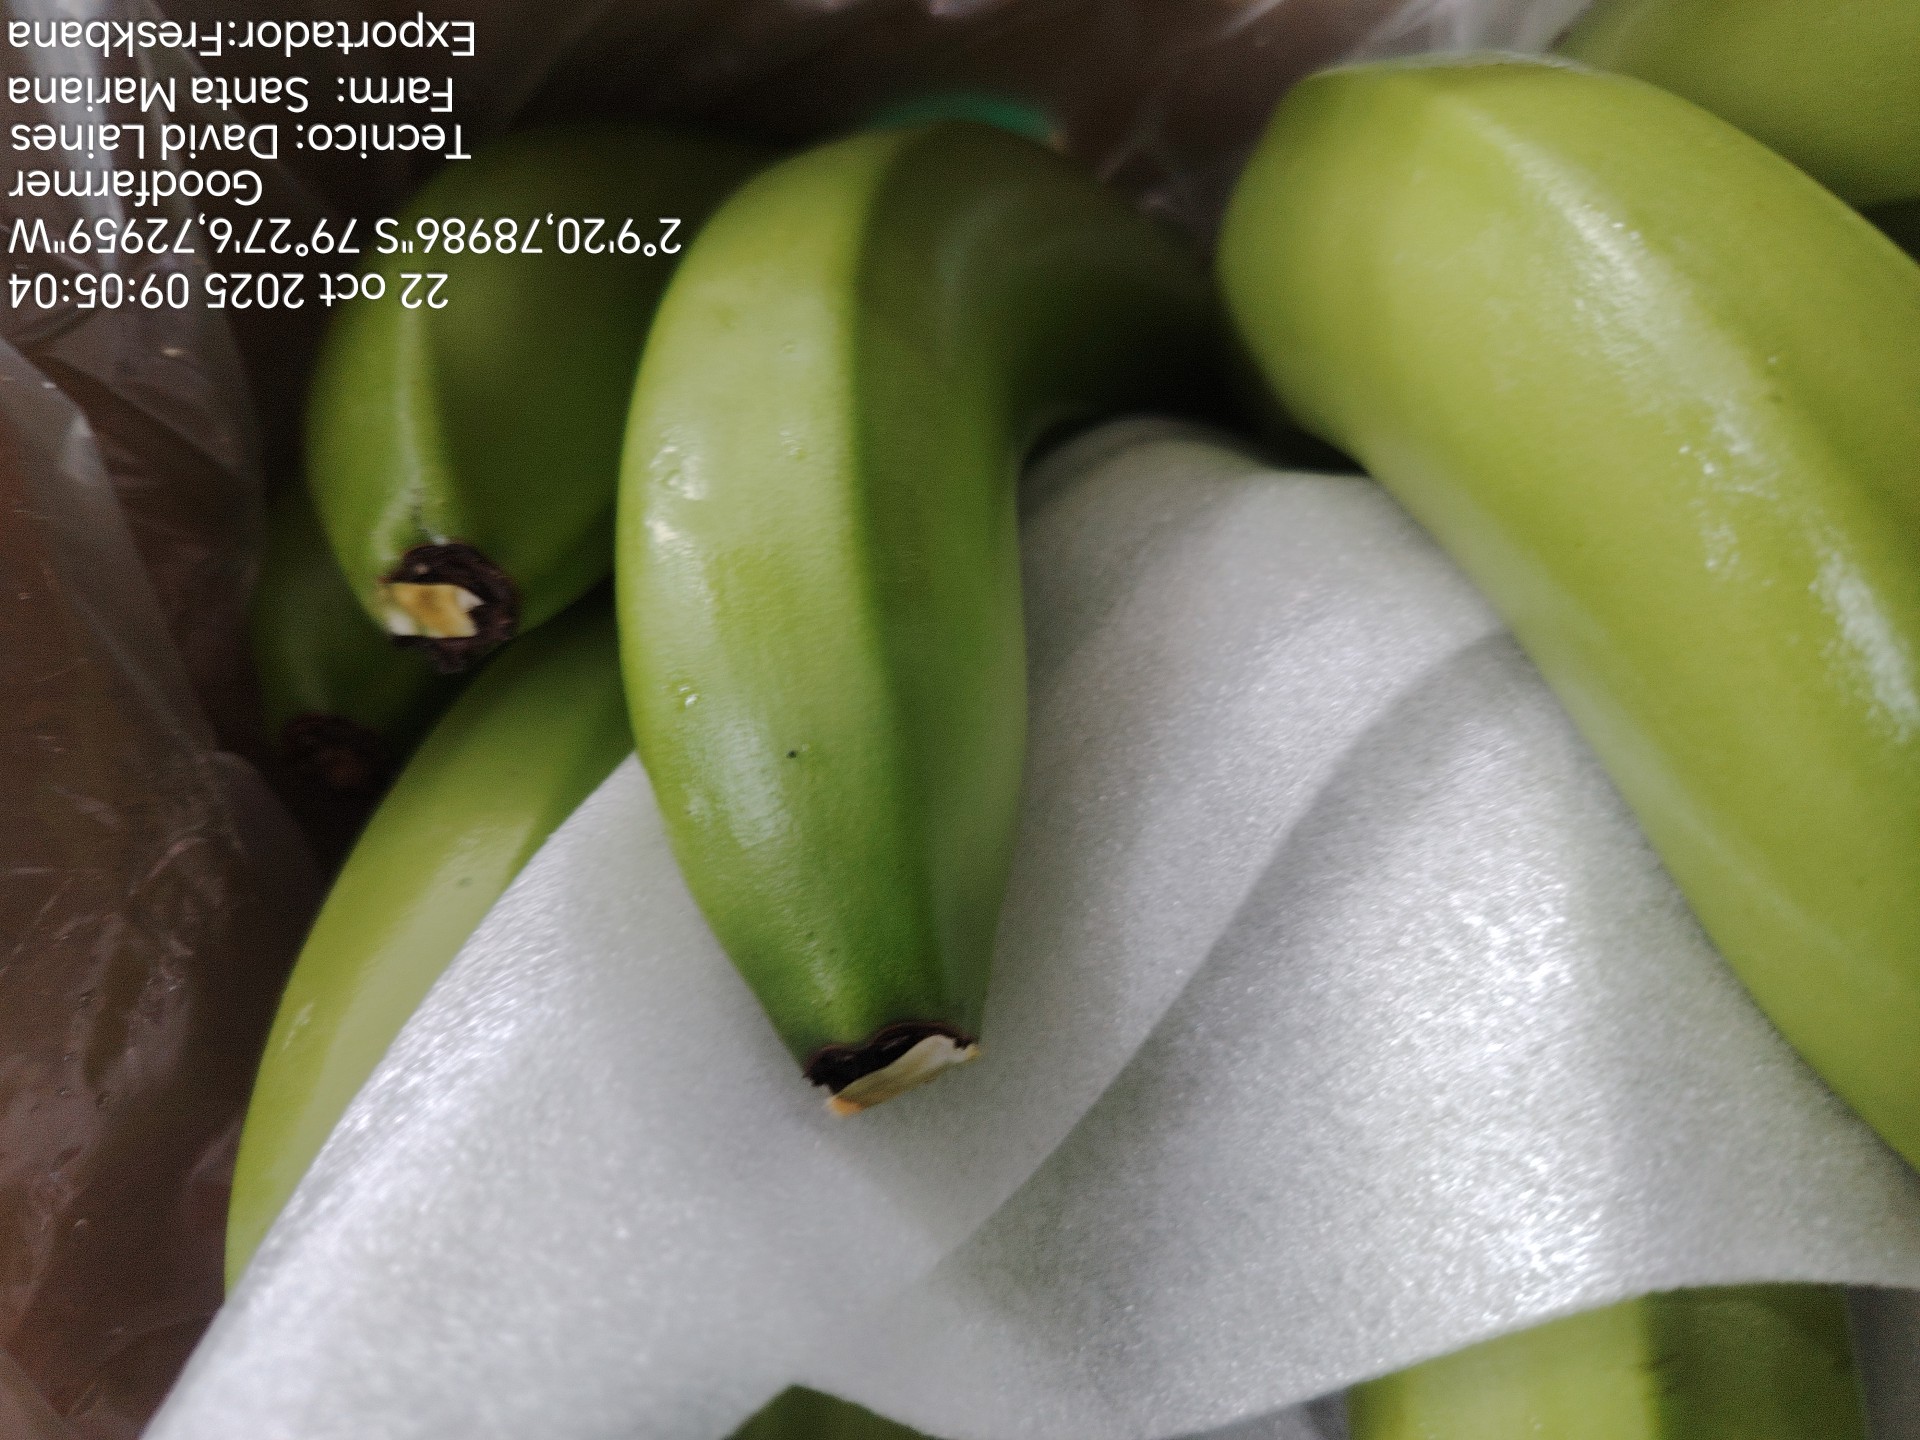 22 oct 2025 09:05:04
2°9'20,78986"S 79°27'6,72959"W
Goodfarmer
Tecnico: David Laines
Farm:  Santa Mariana
Exportador:Freskbana